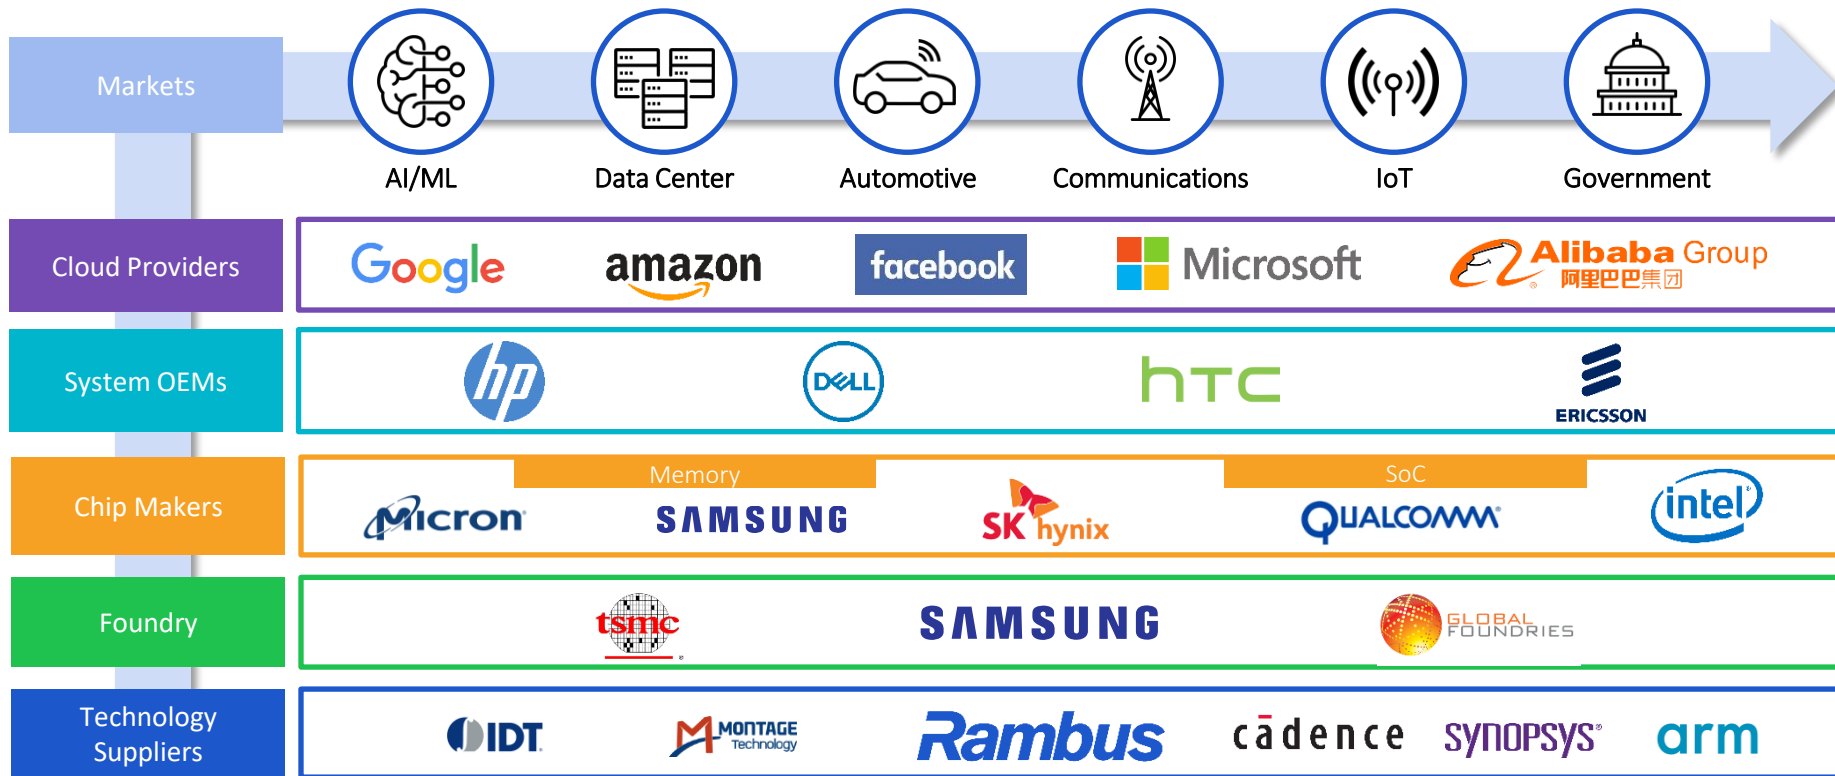 Markets
AI/ML
Data Center
Automotive
Communications
IoT
Government
Cloud Providers
Google
amazon
facebook
Microsoft
Alibaba Group
阿里巴巴集团
System OEMs
hp
DELL
hTC
ERICSSON
Chip Makers
Memory
SoC
Micron
SAMSUNG
SK hynix
QUALCOMM
intel
Foundry
tsmc
SAMSUNG
GLOBAL
FOUNDRIES
Technology
Suppliers
IDT
MONTAGE
Technology
Rambus
cādence
SYNOPSYS®
arm